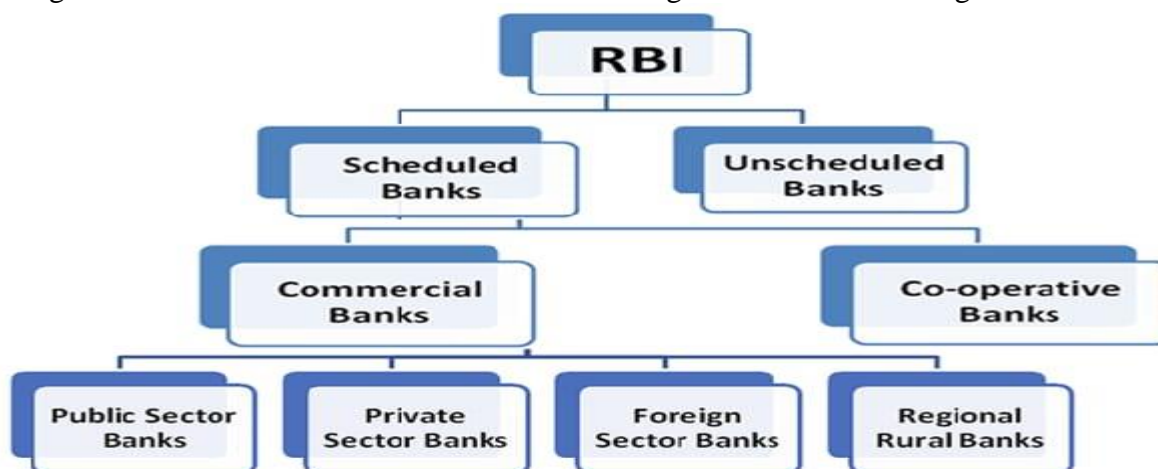 RBI
Scheduled
Banks
Unscheduled
Banks
Commercial
Banks
Co-operative
Banks
Public Sector
Banks
Private
Sector Banks
Foreign
Sector Banks
Regional
Rural Banks